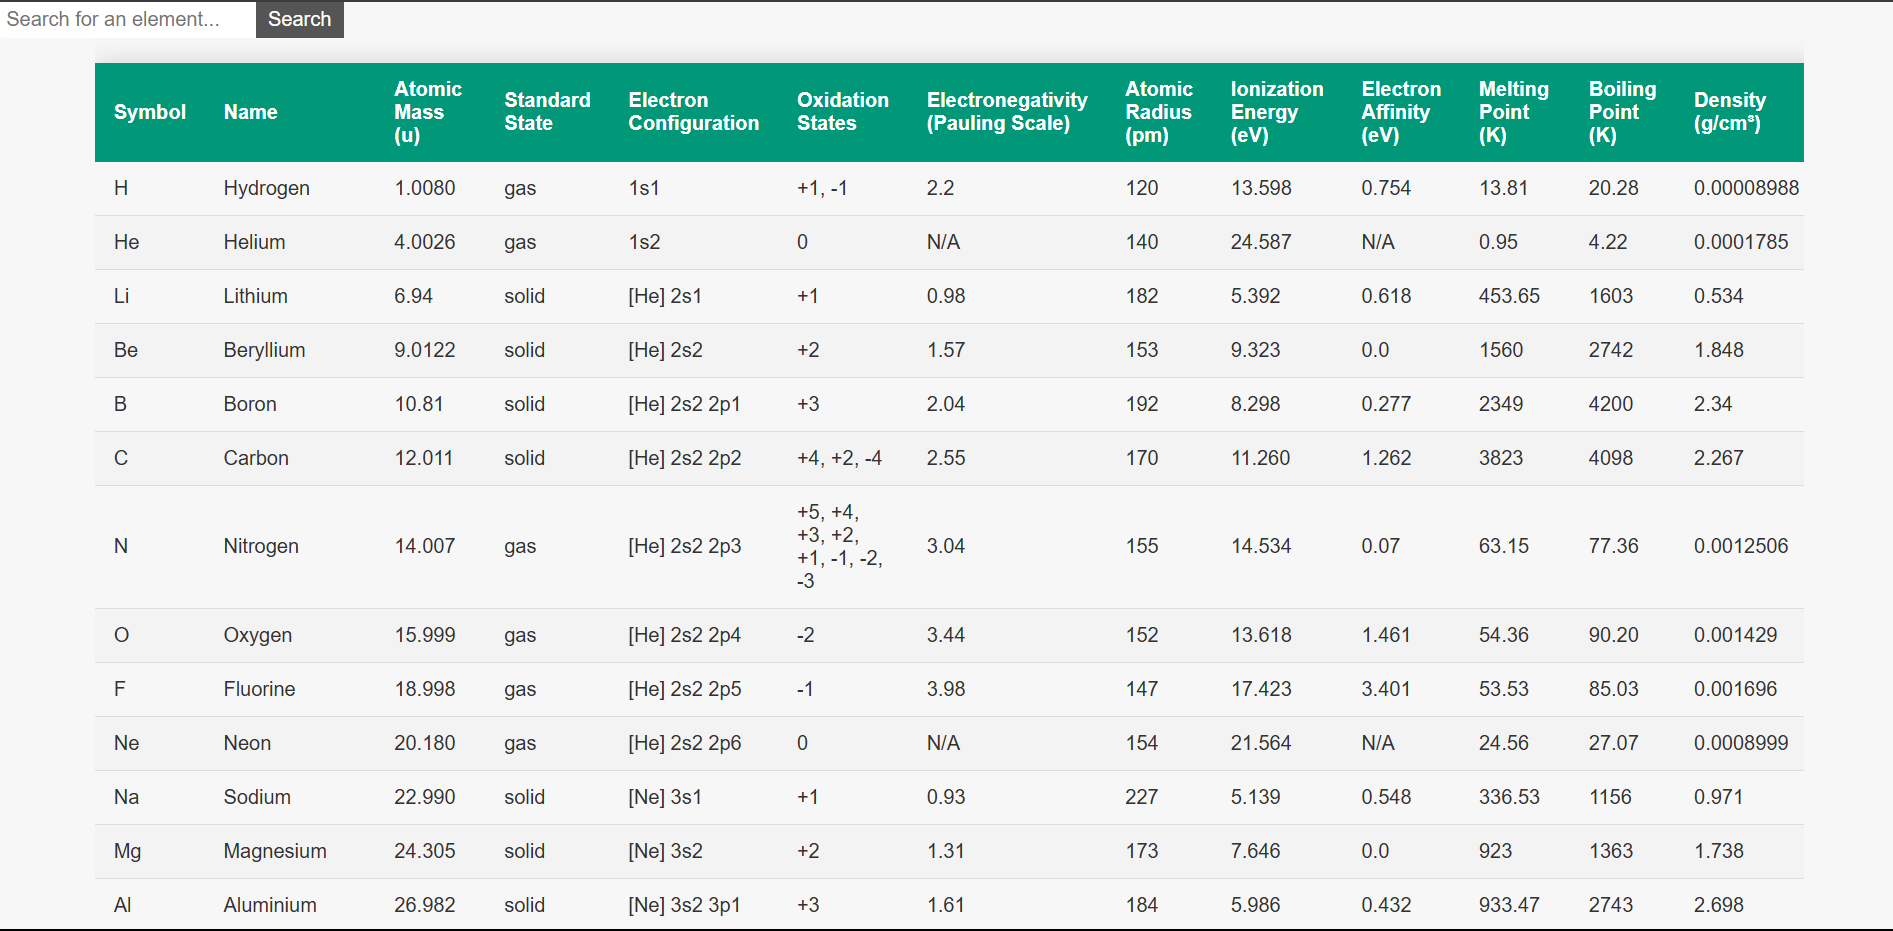 Search for an element... Search
Symbol Name Atomic Mass (u) Standard State Electron Configuration Oxidation States Electronegativity (Pauling Scale) Atomic Radius (pm) Ionization Energy (eV) Electron Affinity (eV) Melting Point (K) Boiling Point (K) Density (g/cm³)
H Hydrogen 1.0080 gas 1s1 +1, -1 2.2 120 13.598 0.754 13.81 20.28 0.00008988
He Helium 4.0026 gas 1s2 0 N/A 140 24.587 N/A 0.95 4.22 0.0001785
Li Lithium 6.94 solid [He] 2s1 +1 0.98 182 5.392 0.618 453.65 1603 0.534
Be Beryllium 9.0122 solid [He] 2s2 +2 1.57 153 9.323 0.0 1560 2742 1.848
B Boron 10.81 solid [He] 2s2 2p1 +3 2.04 192 8.298 0.277 2349 4200 2.34
C Carbon 12.011 solid [He] 2s2 2p2 +4, +2, -4 2.55 170 11.260 1.262 3823 4098 2.267
N Nitrogen 14.007 gas [He] 2s2 2p3 +5, +4, +3, +2, +1, -1, -2, -3 3.04 155 14.534 0.07 63.15 77.36 0.0012506
O Oxygen 15.999 gas [He] 2s2 2p4 -2 3.44 152 13.618 1.461 54.36 90.20 0.001429
F Fluorine 18.998 gas [He] 2s2 2p5 -1 3.98 147 17.423 3.401 53.53 85.03 0.001696
Ne Neon 20.180 gas [He] 2s2 2p6 0 N/A 154 21.564 N/A 24.56 27.07 0.0008999
Na Sodium 22.990 solid [Ne] 3s1 +1 0.93 227 5.139 0.548 336.53 1156 0.971
Mg Magnesium 24.305 solid [Ne] 3s2 +2 1.31 173 7.646 0.0 923 1363 1.738
Al Aluminium 26.982 solid [Ne] 3s2 3p1 +3 1.61 184 5.986 0.432 933.47 2743 2.698